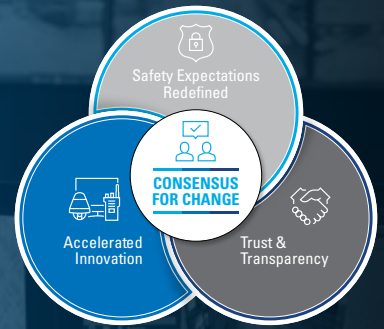 Safety Expectations
Redefined
CONSENSUS
FOR CHANGE
Accelerated
Innovation
Trust &
Transparency